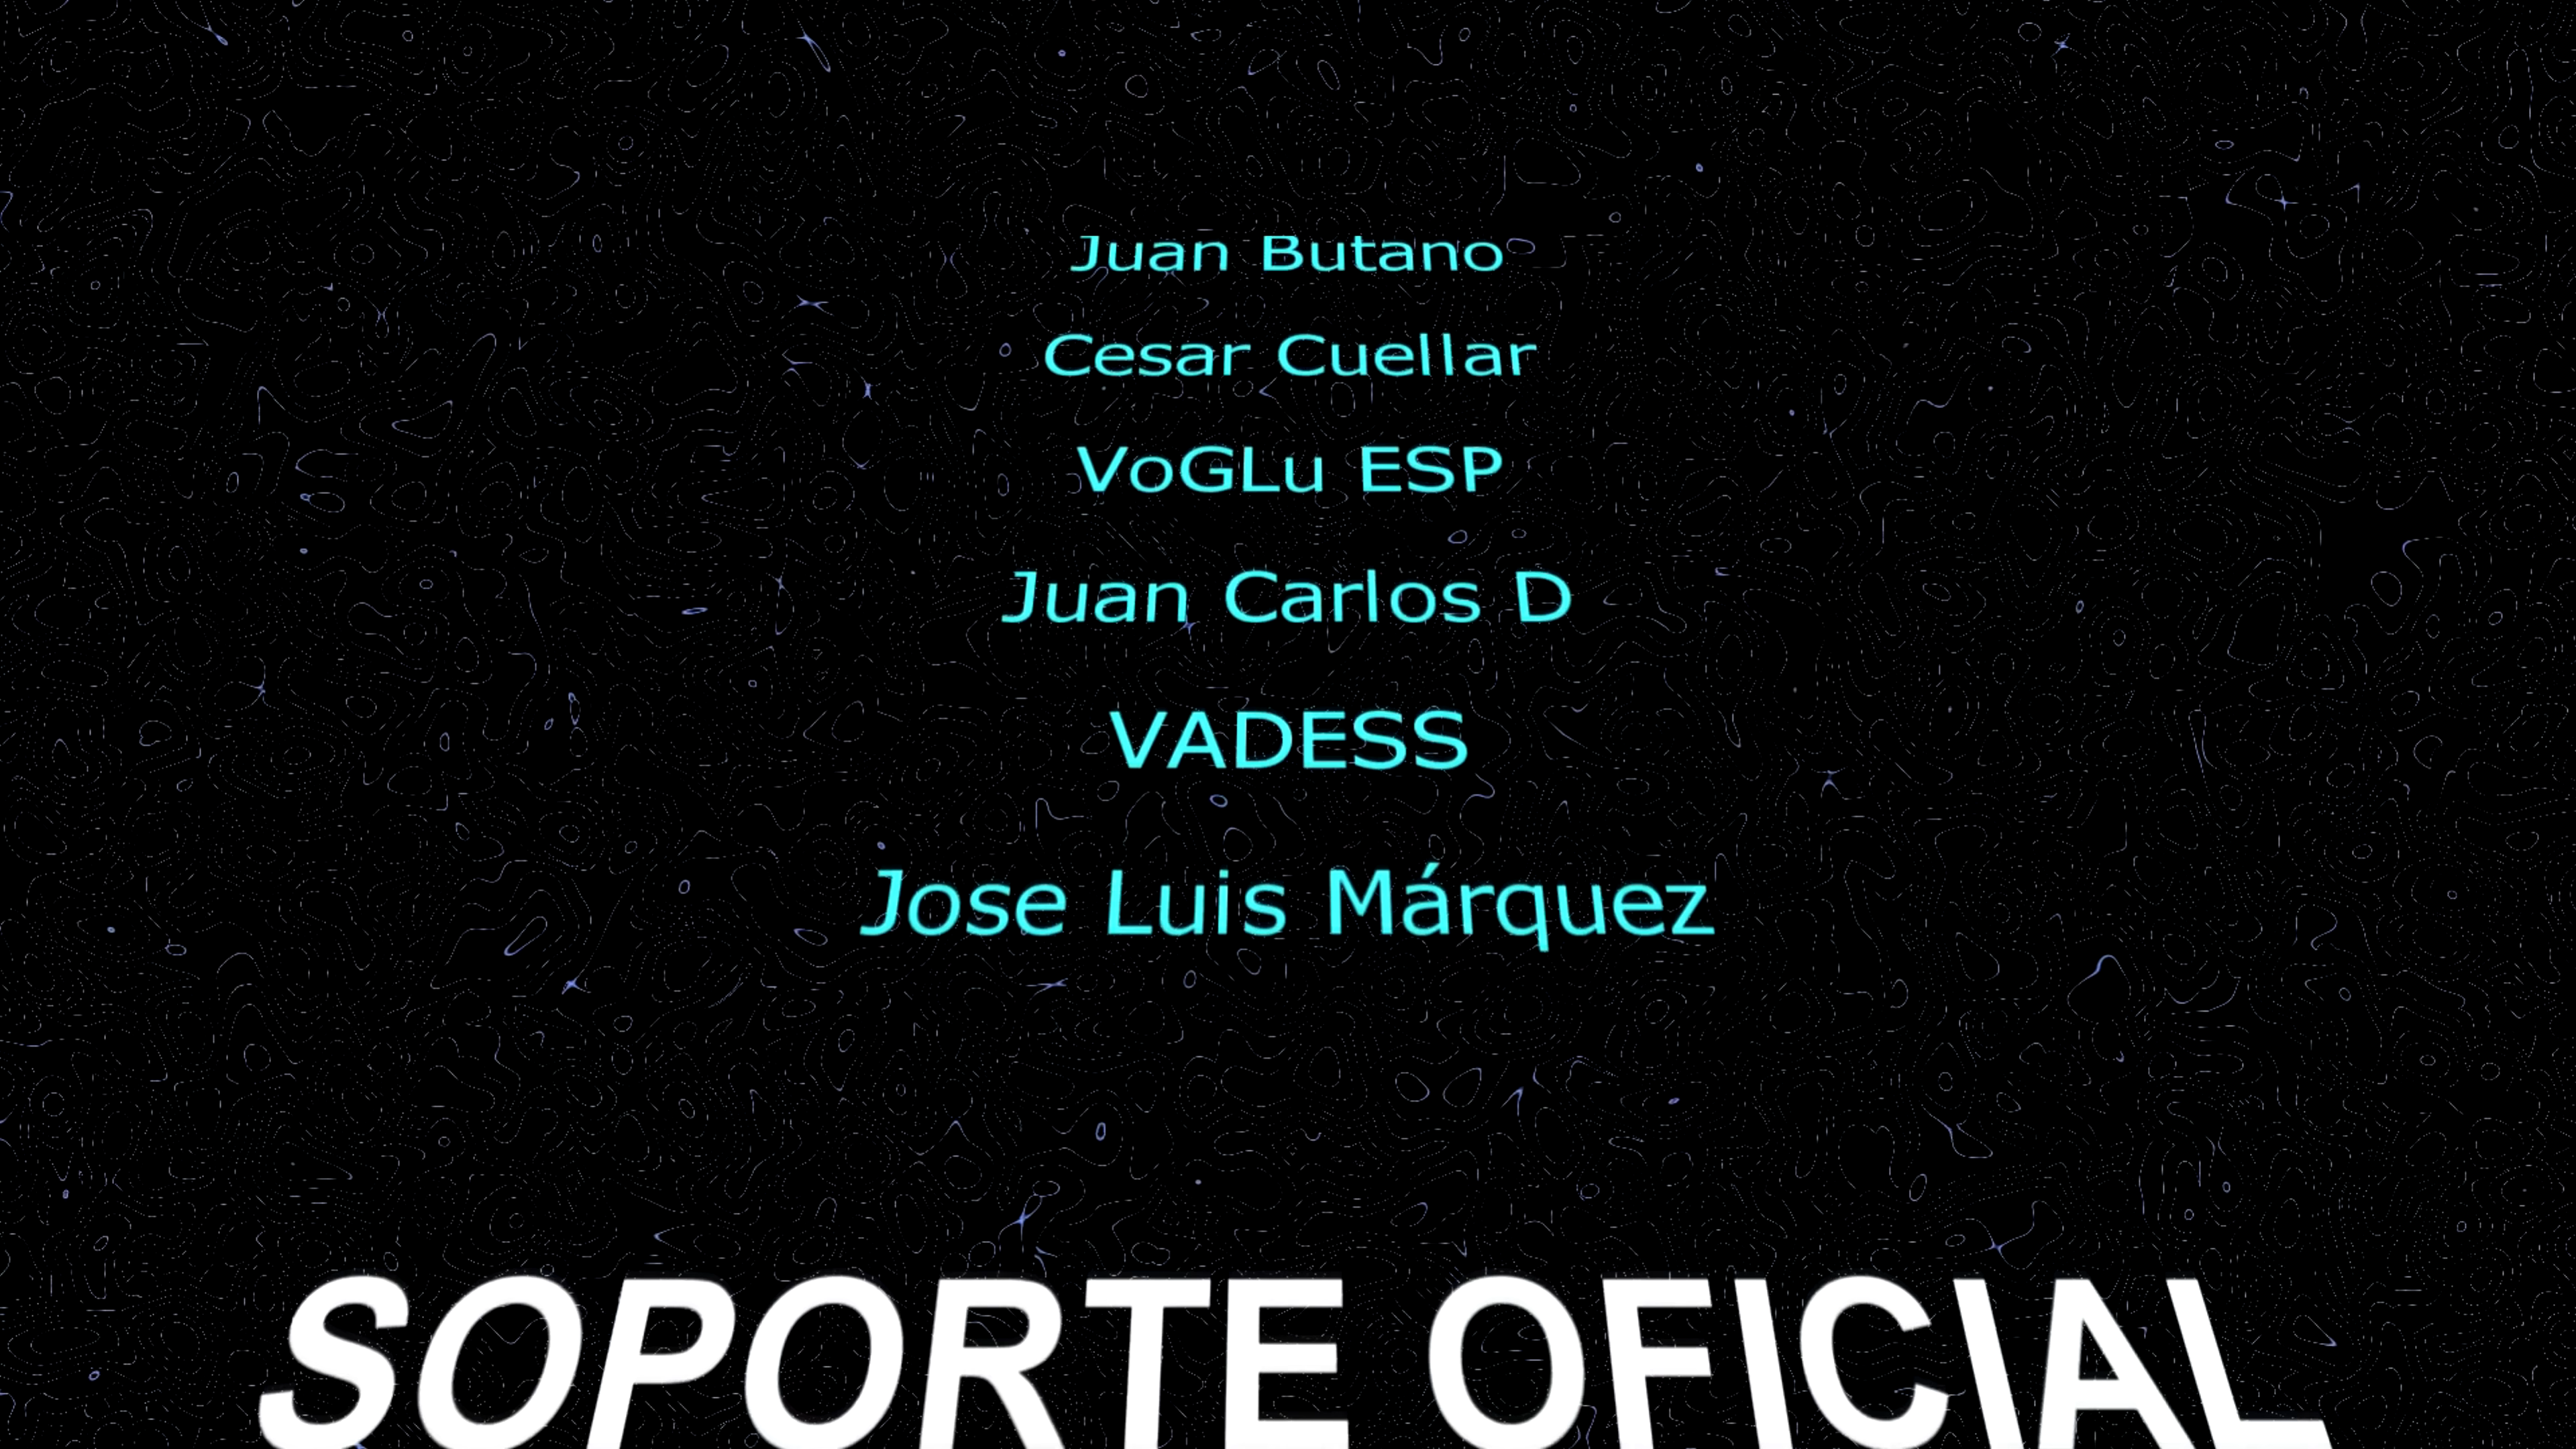 Juan Butano
Cesar Cuellar
VoGLu ESP
Juan Carlos D
VADESS
Jose Luis Márquez
SOPORTE OFICIAL